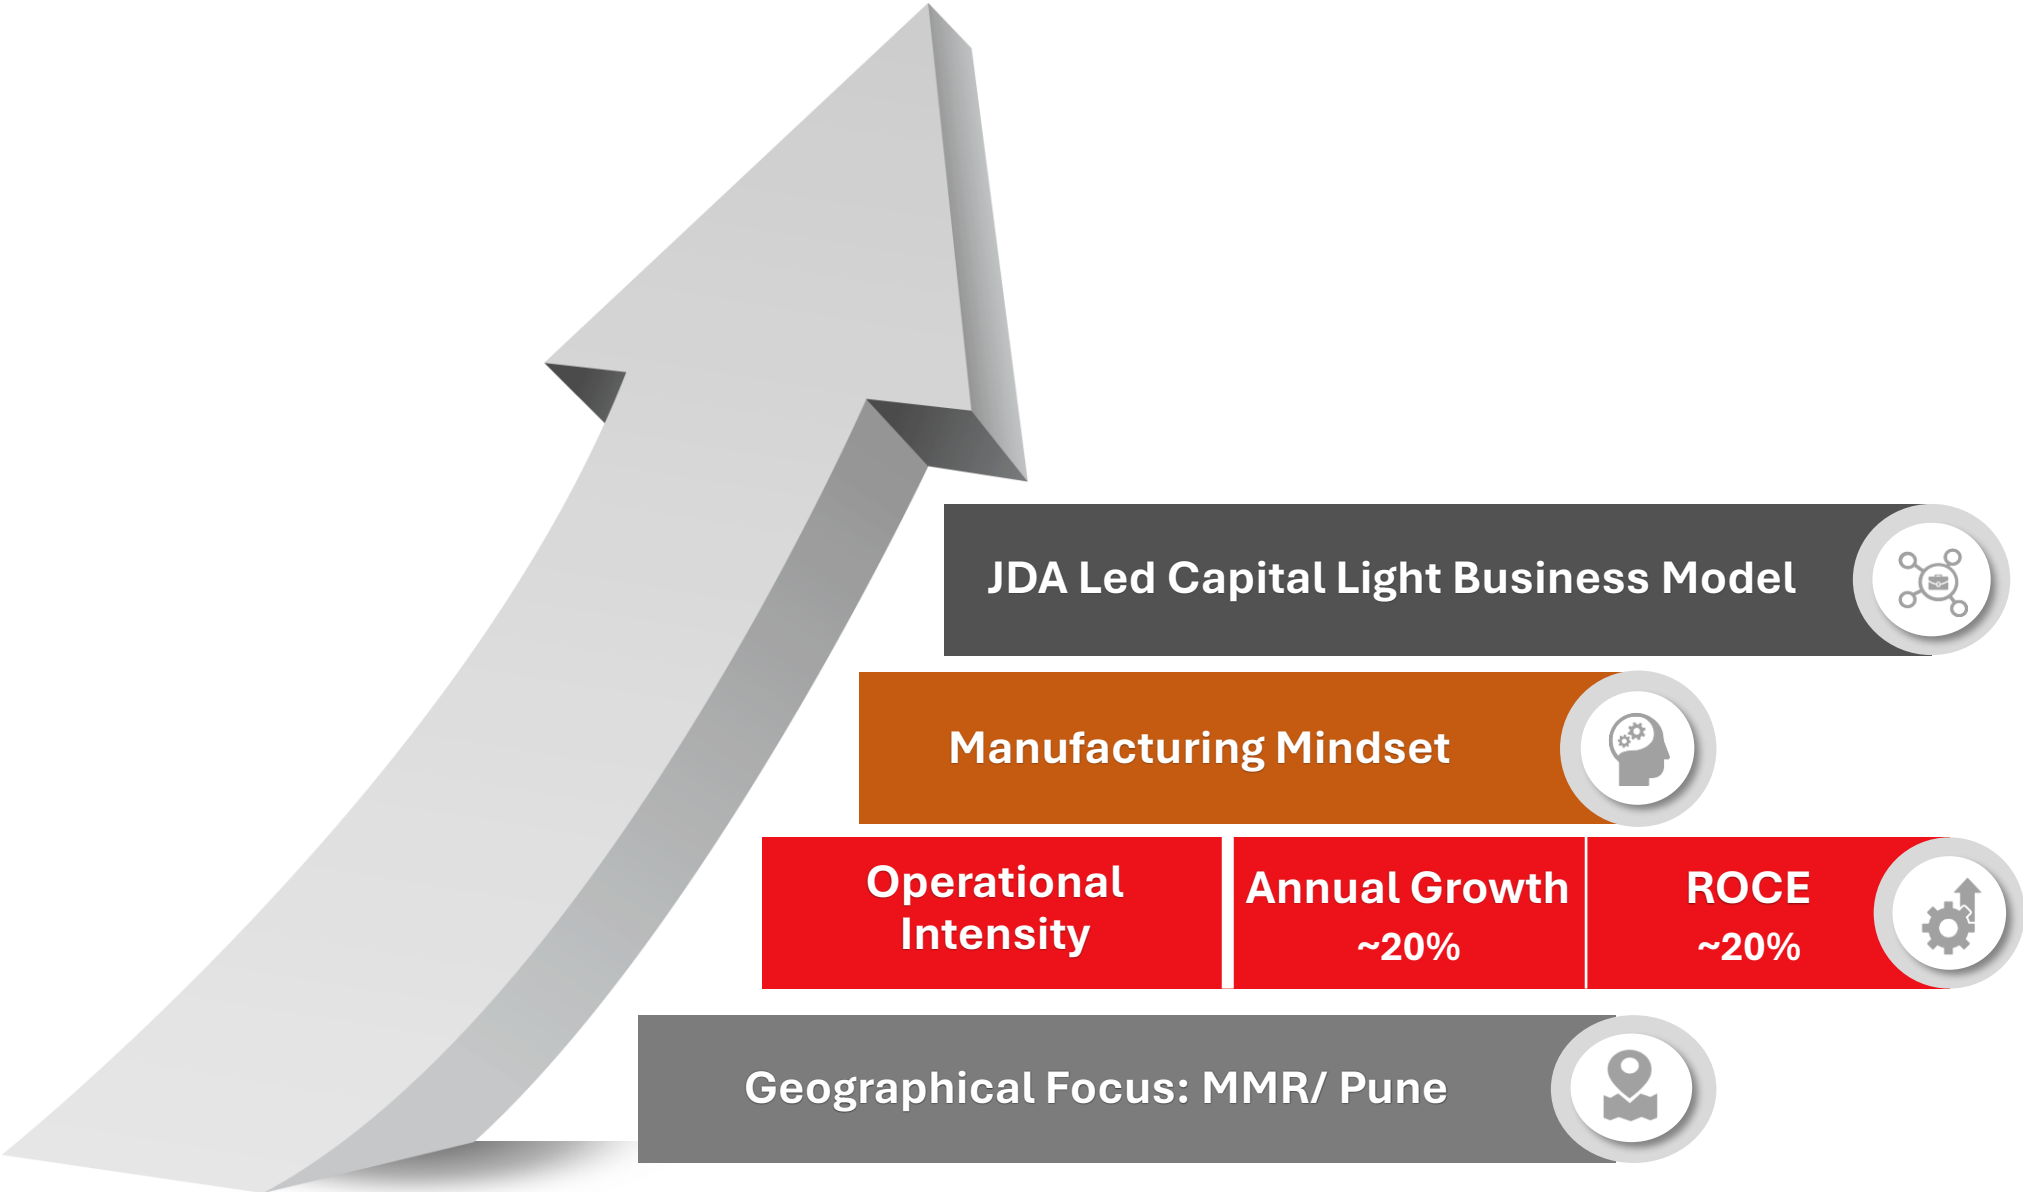 JDA Led Capital Light Business Model
Manufacturing Mindset
Operational
Intensity
Annual Growth
~20%
ROCE
~20%
Geographical Focus: MMR/ Pune